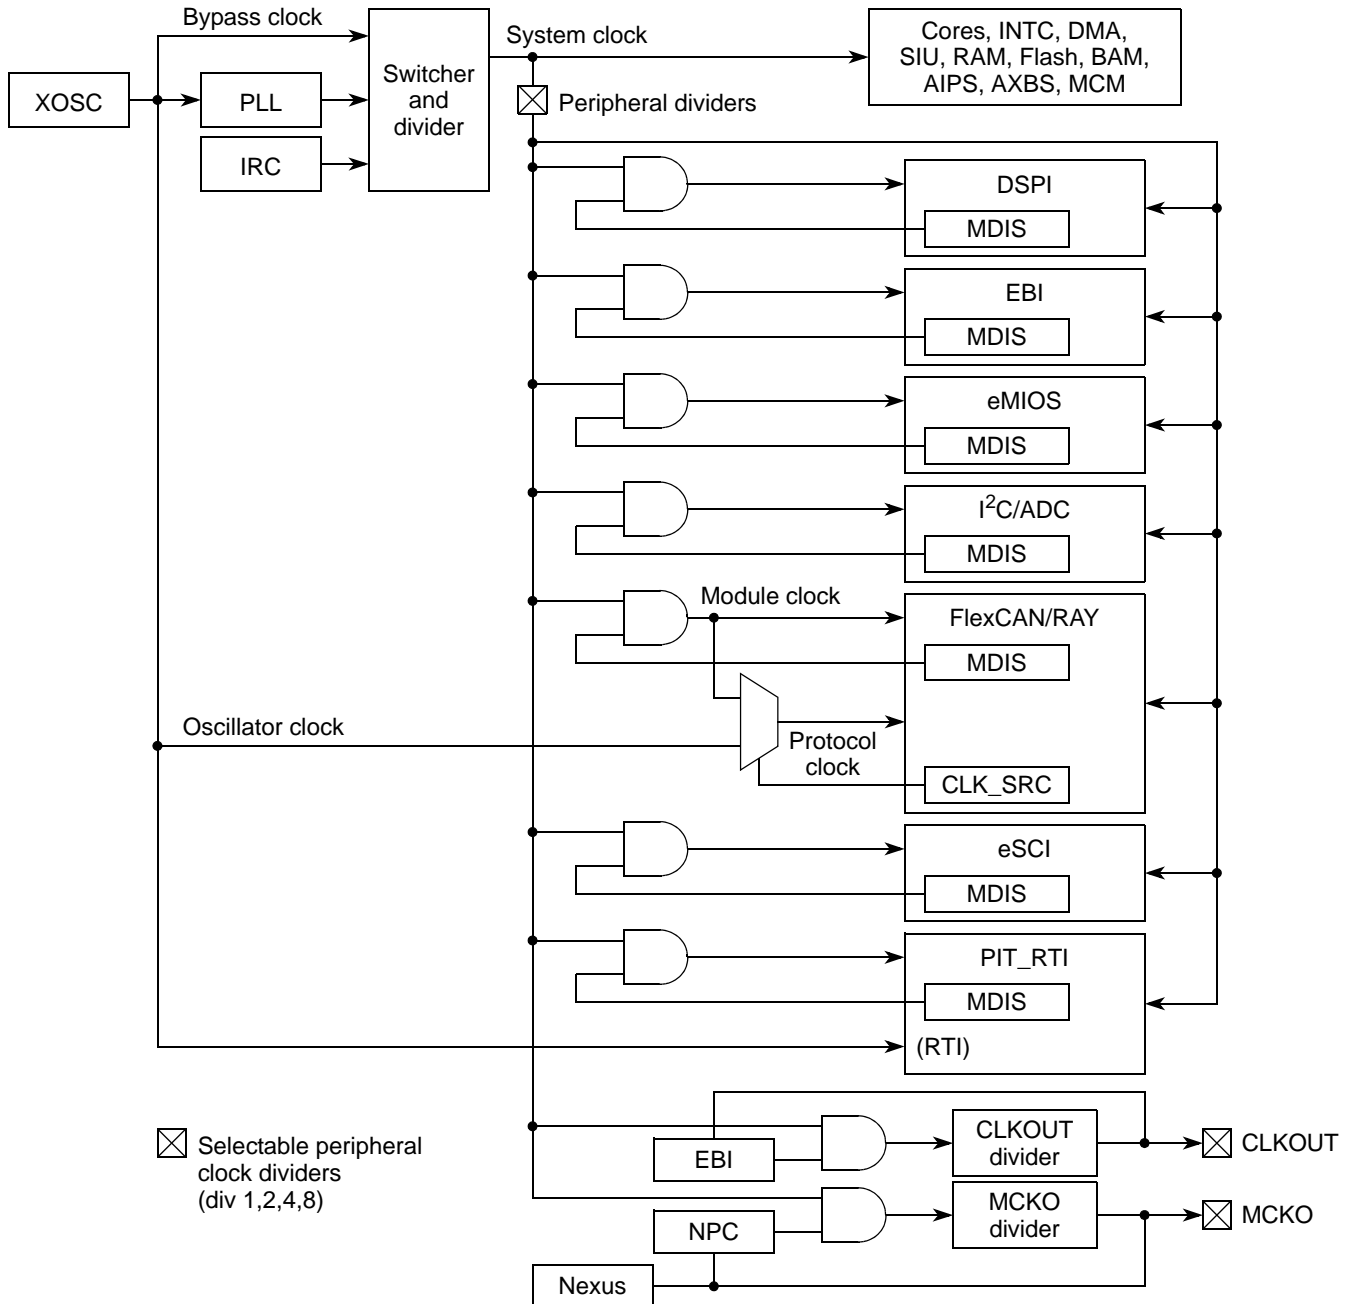 Bypass clock
System clock
Cores, INTC, DMA,
SIU, RAM, Flash, BAM,
AIPS, AXBS, MCM
XOSC
PLL
IRC
Switcher
and
divider
Peripheral dividers
DSPI
MDIS
EBI
MDIS
eMIOS
MDIS
I²C/ADC
MDIS
Module clock
FlexCAN/RAY
MDIS
Oscillator clock
Protocol
clock
CLK_SRC
eSCI
MDIS
PIT_RTI
MDIS
(RTI)
Selectable peripheral
clock dividers
(div 1,2,4,8)
EBI
CLKOUT
divider
CLKOUT
NPC
MCKO
divider
MCKO
Nexus